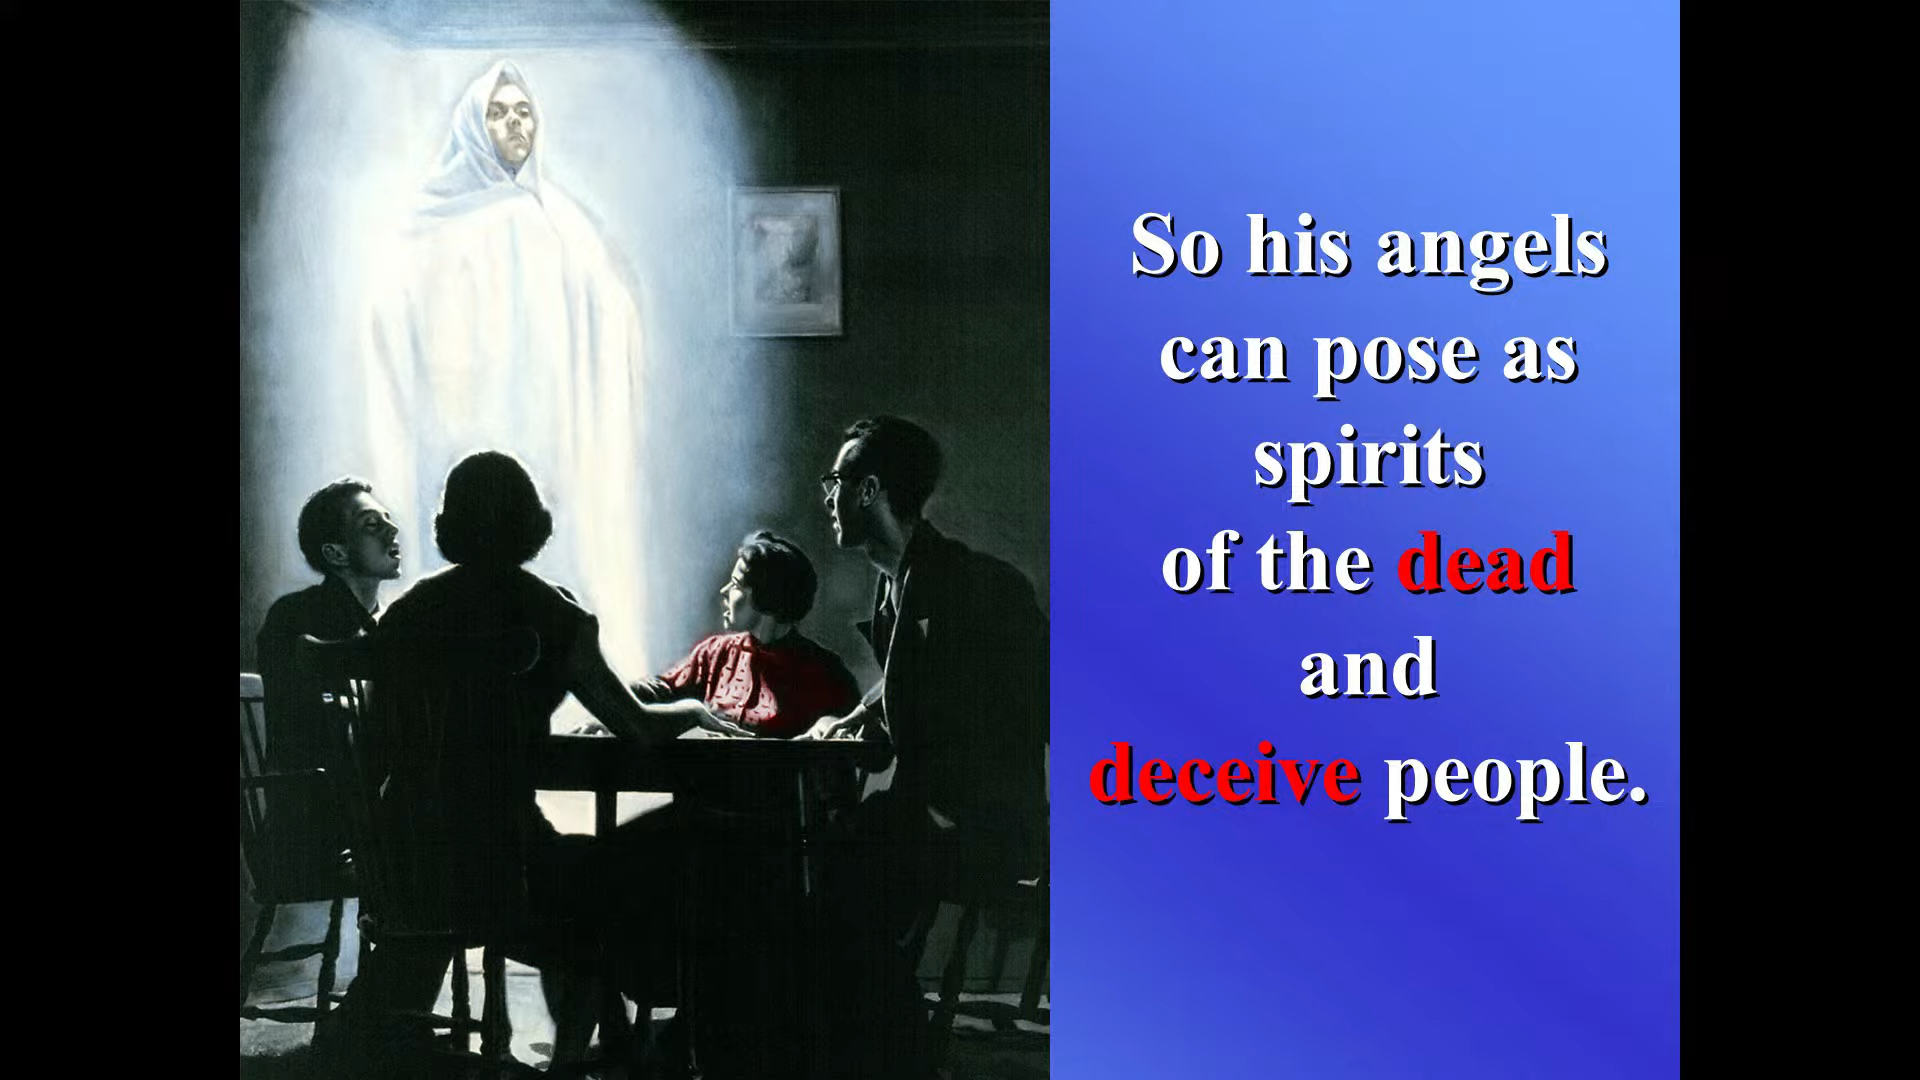 So his angels
can pose as
spirits
of the dead
and
deceive people.